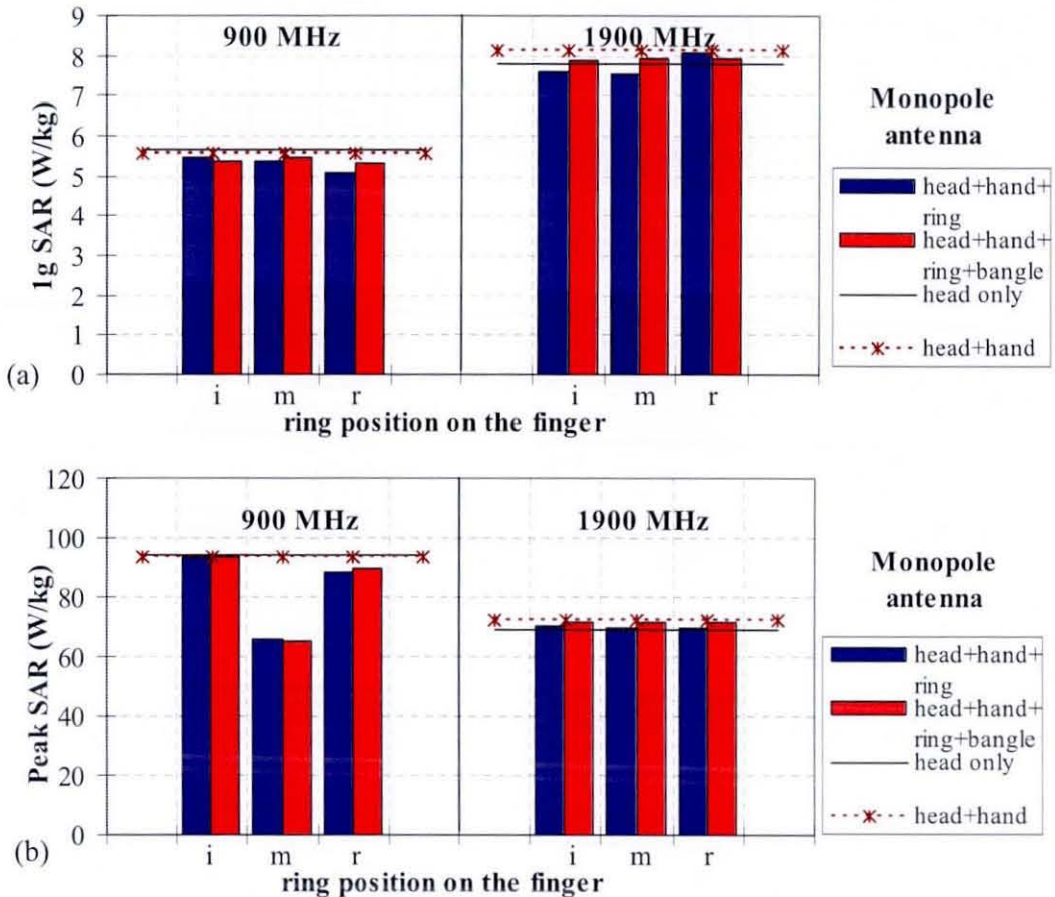 9
8
7
6
5
4
3
2
1
0
1g SAR (W/kg)
900 MHz
1900 MHz
i m r i m r
ring position on the finger
(a)
Monopole
antenna
head+hand+
ring
head+hand+
ring+bangle
head only
head+hand
120
100
80
60
40
20
0
Peak SAR (W/kg)
900 MHz
1900 MHz
i m r i m r
ring position on the finger
(b)
Monopole
antenna
head+hand+
ring
head+hand+
ring+bangle
head only
head+hand